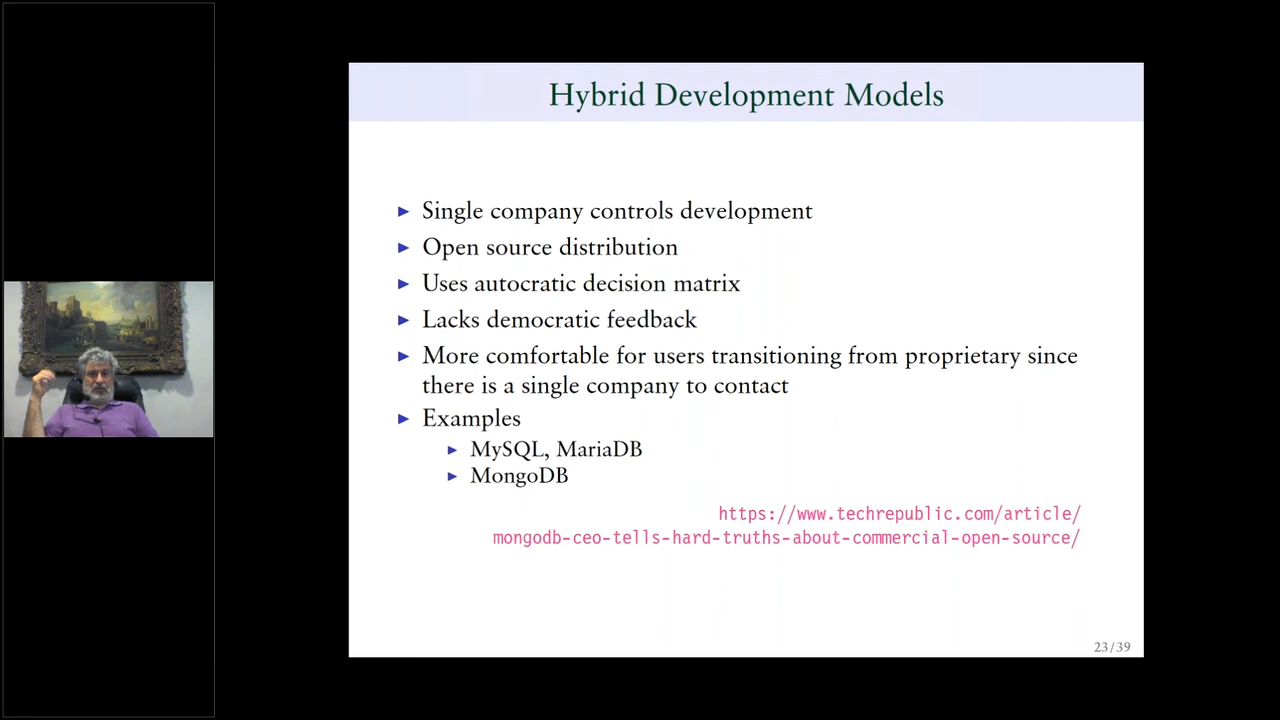 Hybrid Development Models
▶ Single company controls development
▶ Open source distribution
▶ Uses autocratic decision matrix
▶ Lacks democratic feedback
▶ More comfortable for users transitioning from proprietary since
there is a single company to contact
▶ Examples
▶ MySQL, MariaDB
▶ MongoDB
https://www.techrepublic.com/article/
mongodb-ceo-tells-hard-truths-about-commercial-open-source/
23/39